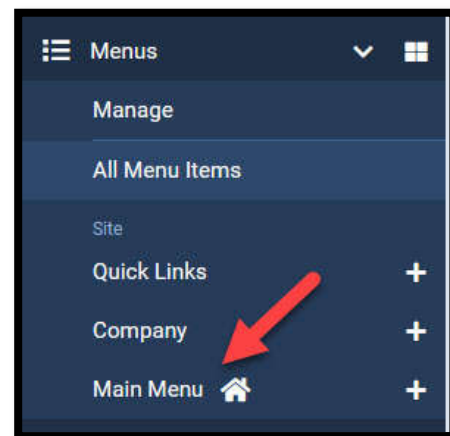 Menus
Manage
All Menu Items
Site
Quick Links
Company
Main Menu